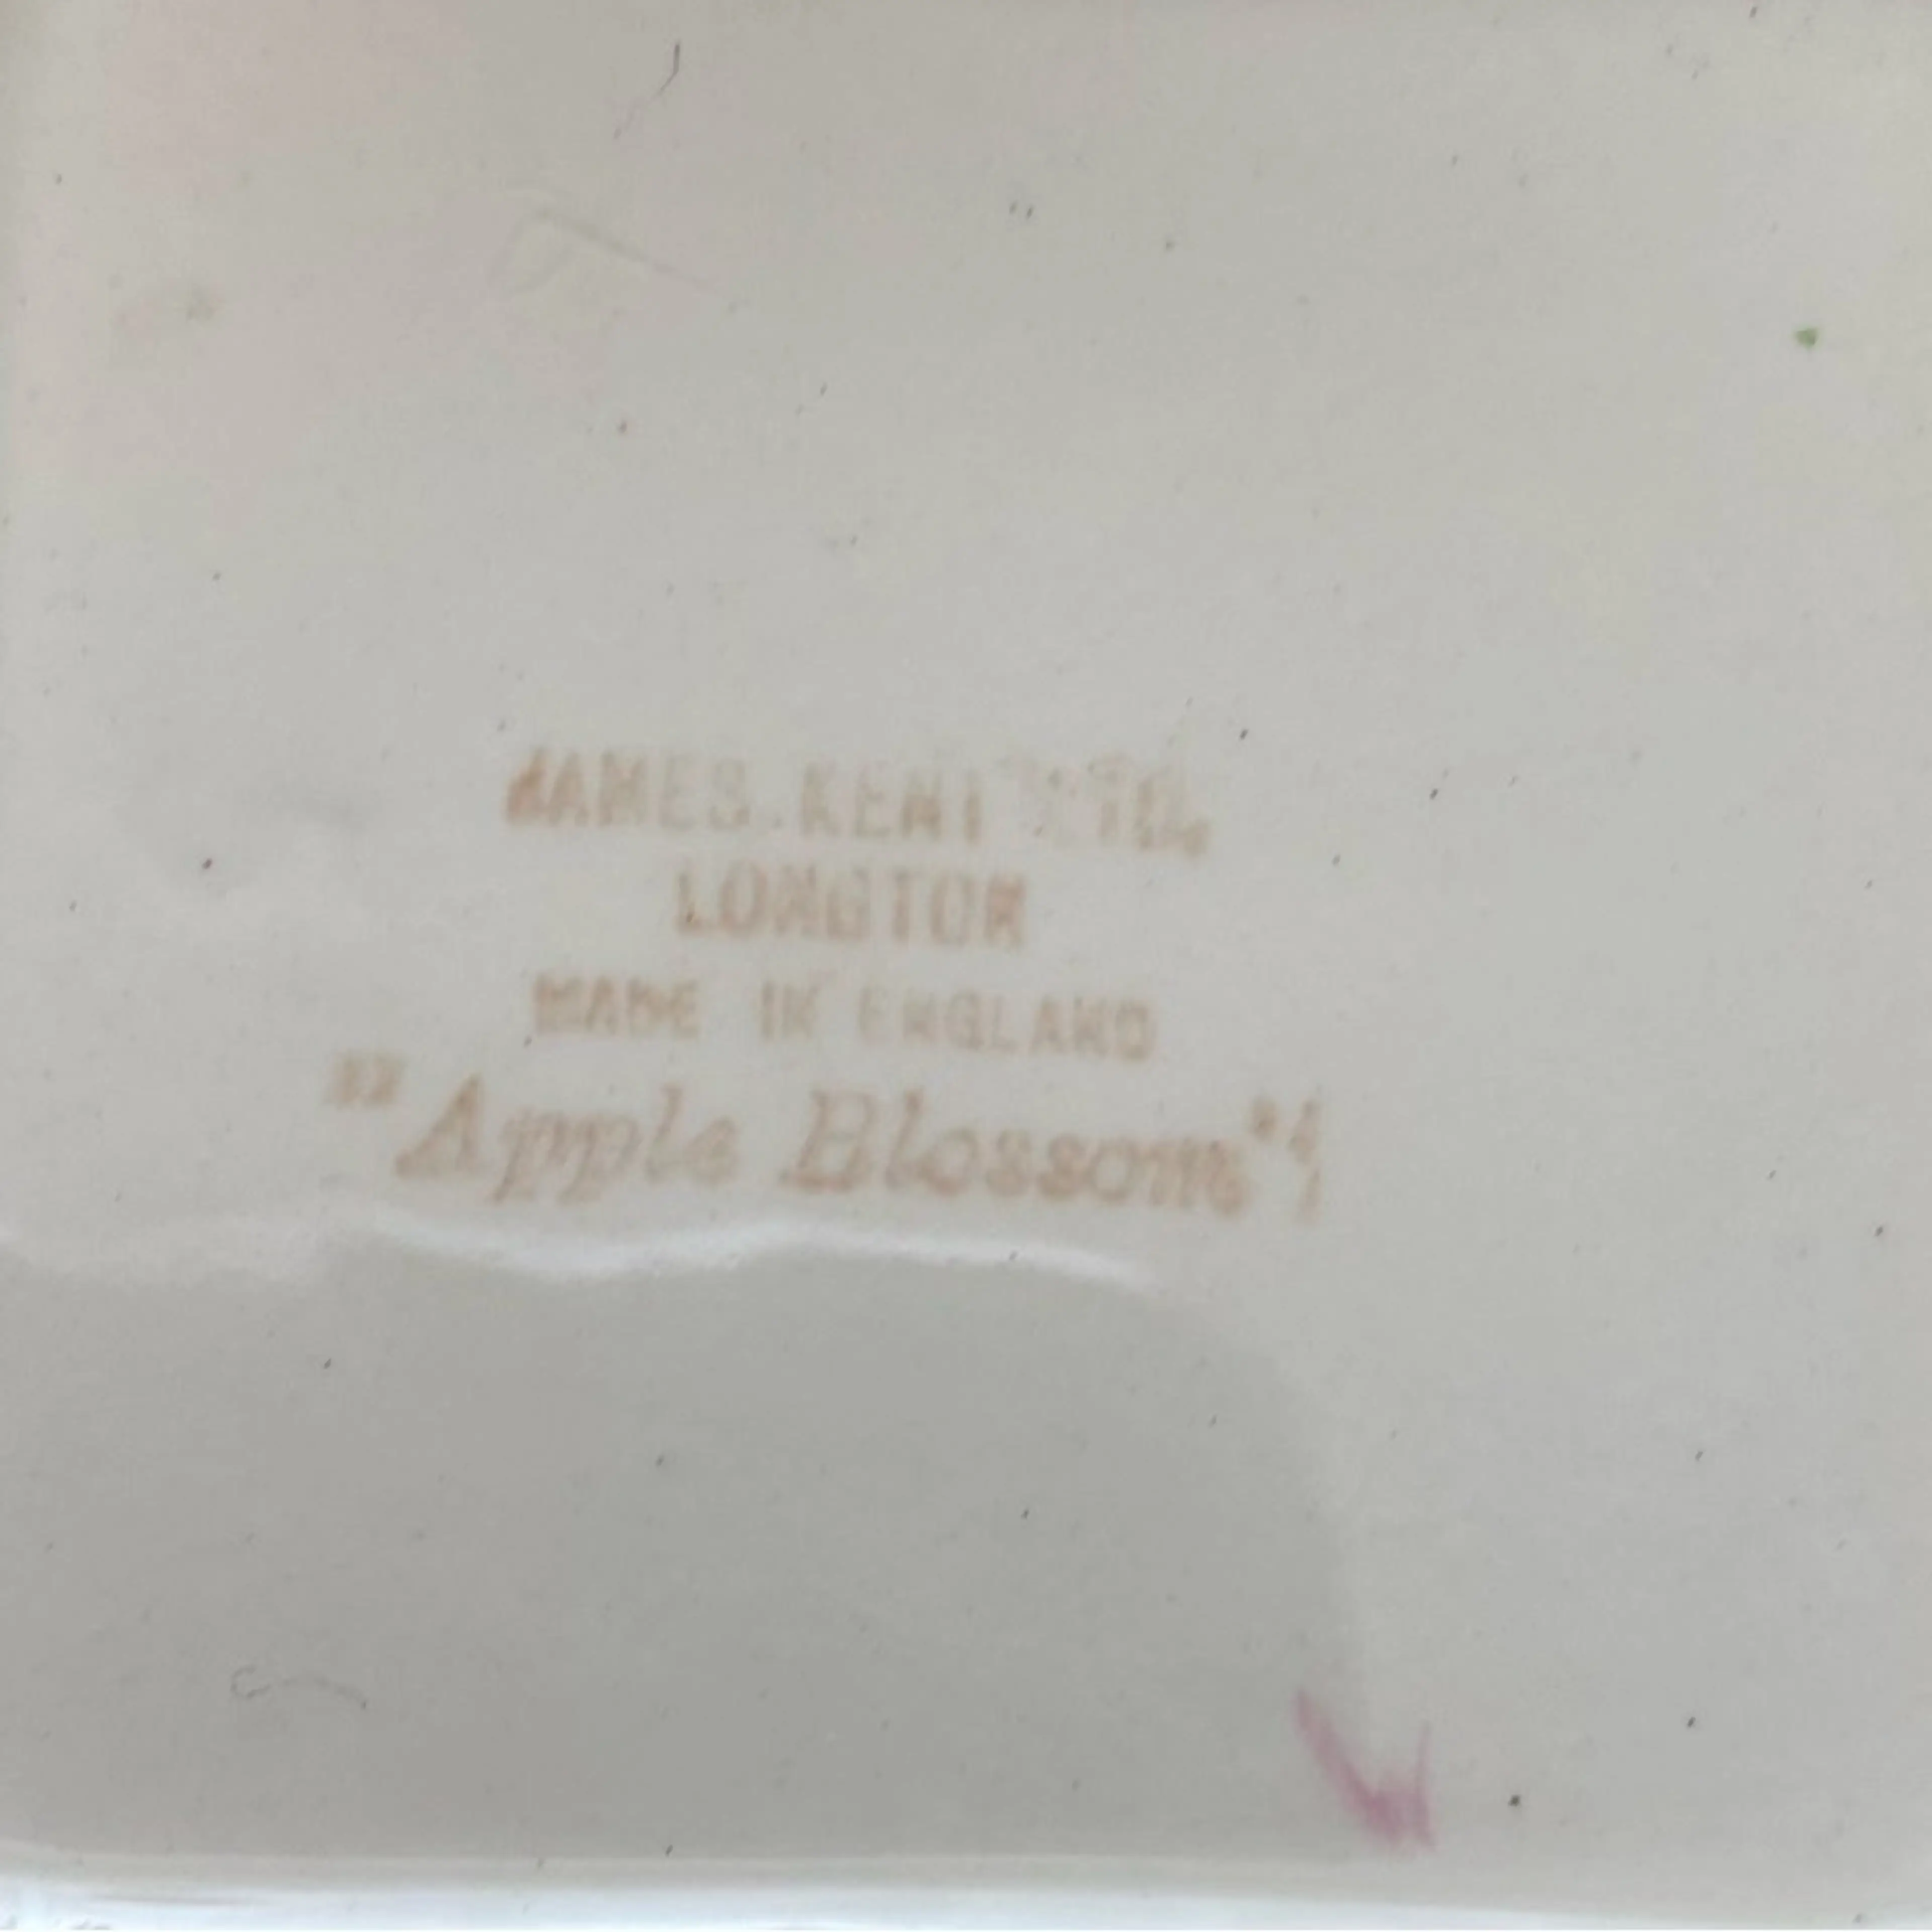 JAMES KENT LTD.
LONGTON
MADE IN ENGLAND
"Apple Blossom"